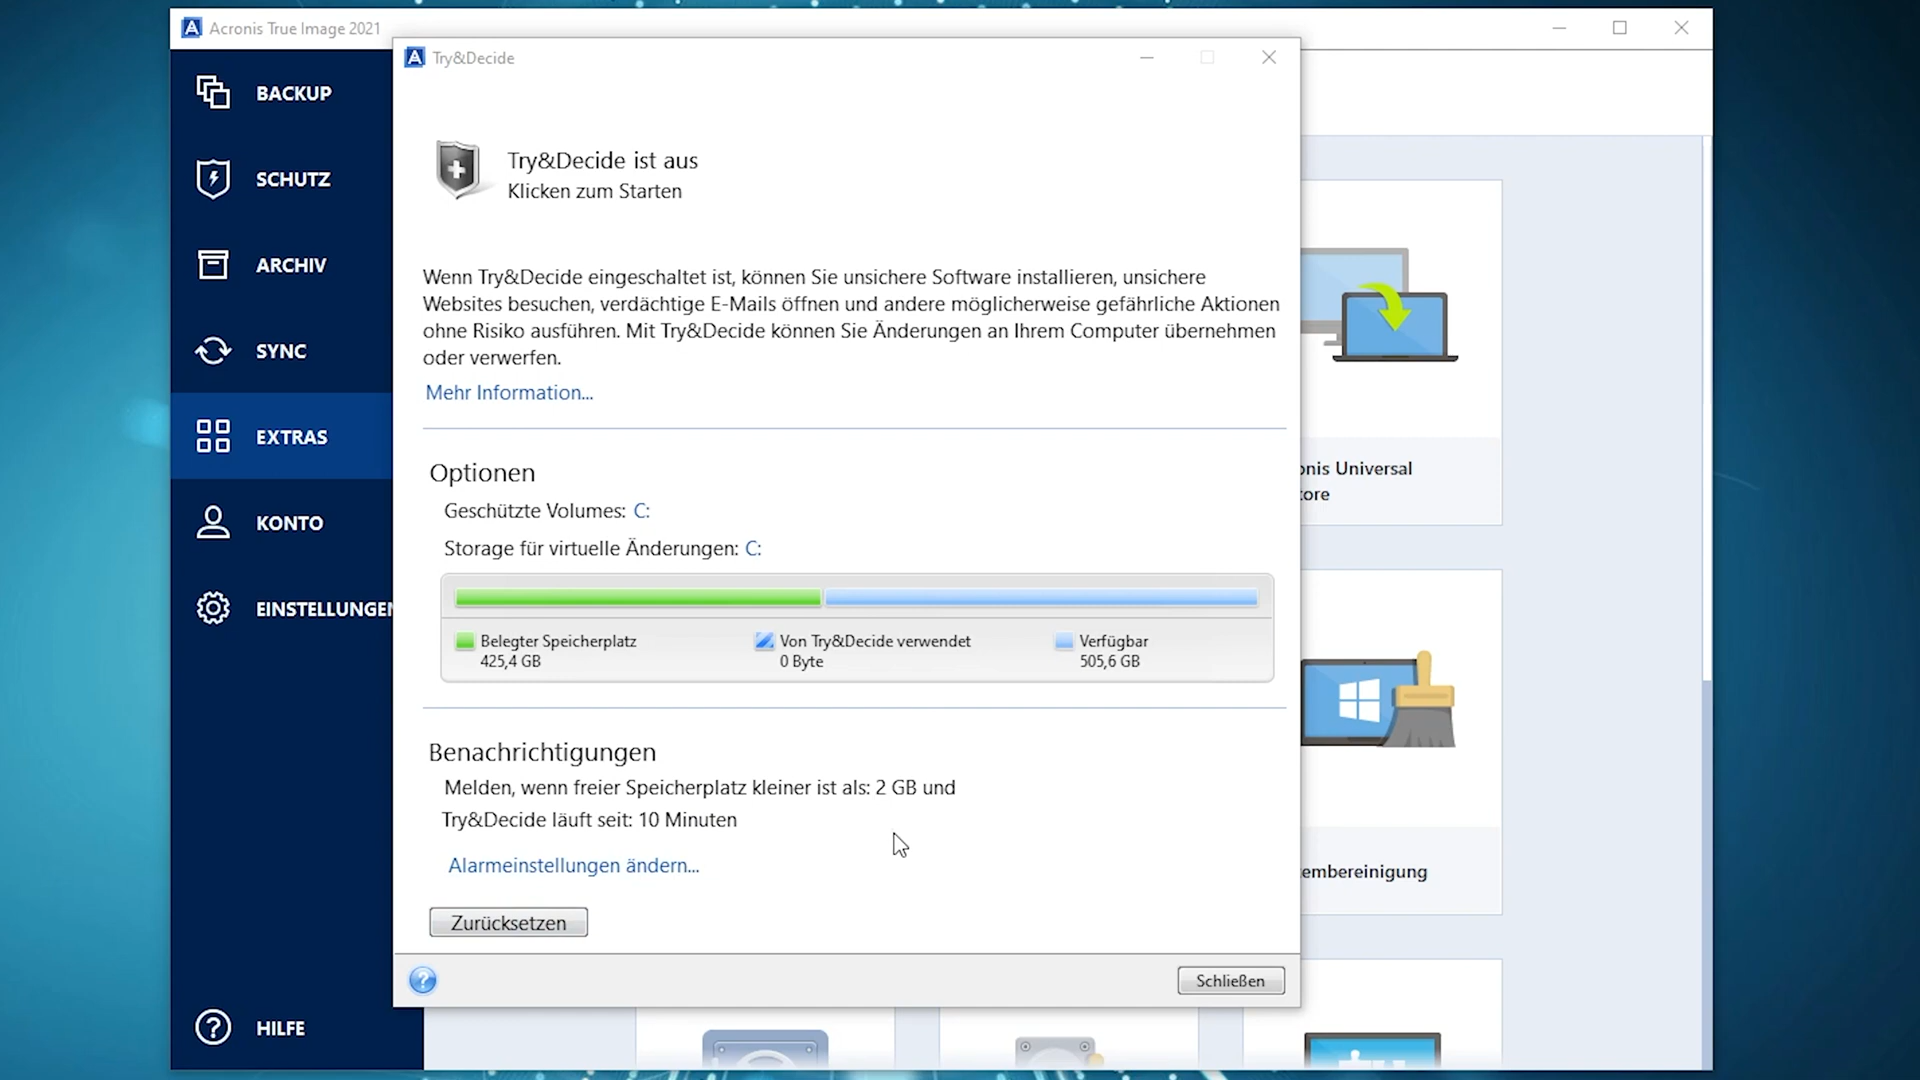 Acronis True Image 2021
BACKUP
SCHUTZ
ARCHIV
SYNC
EXTRAS
KONTO
EINSTELLUNGEN
HILFE
Try&Decide
Try&Decide ist aus
Klicken zum Starten
Wenn Try&Decide eingeschaltet ist, können Sie unsichere Software installieren, unsichere
Websites besuchen, verdächtige E-Mails öffnen und andere möglicherweise gefährliche Aktionen
ohne Risiko ausführen. Mit Try&Decide können Sie Änderungen an Ihrem Computer übernehmen
oder verwerfen.
Mehr Information...
Optionen
Geschützte Volumes: C:
Storage für virtuelle Änderungen: C:
Belegter Speicherplatz
425,4 GB
Von Try&Decide verwendet
0 Byte
Verfügbar
505,6 GB
Benachrichtigungen
Melden, wenn freier Speicherplatz kleiner ist als: 2 GB und
Try&Decide läuft seit: 10 Minuten
Alarmeinstellungen ändern...
Zurücksetzen
Schließen
onis Universal
tore
embereinigung